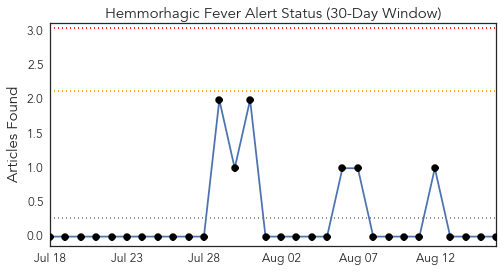 Hemmorhagic Fever Alert Status (30-Day Window)
Articles Found
3.0
2.5
2.0
1.5
1.0
0.5
0.0
Jul 18 Jul 23 Jul 28 Aug 02 Aug 07 Aug 12